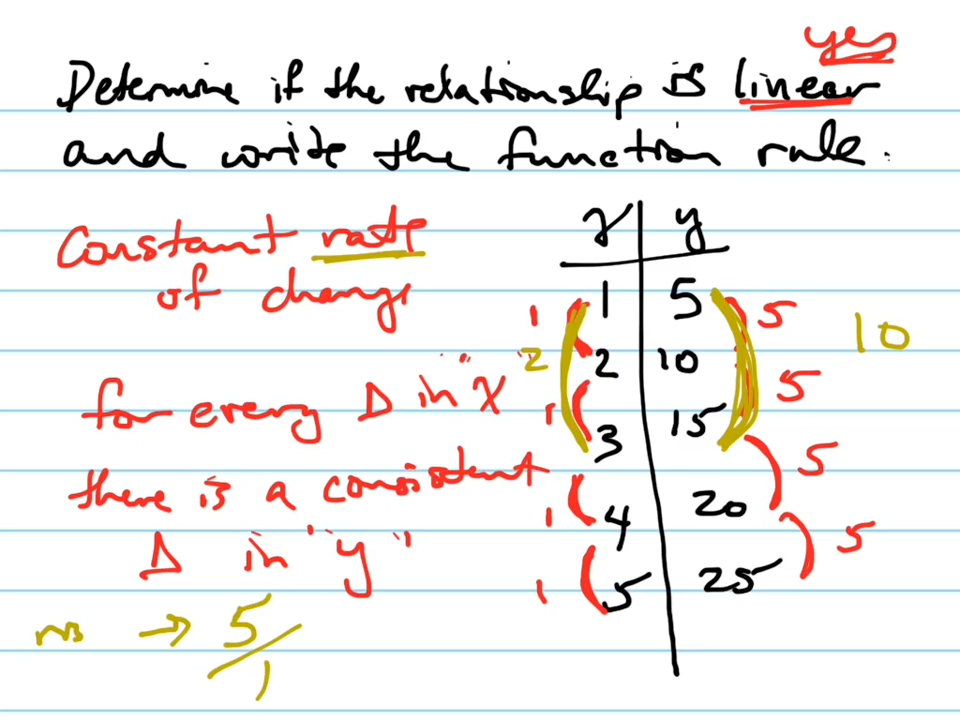 yes
Determine if the relationship is linear
and write the function rule.
Constant rate
of change
for every Δ in "x"
there is a consistent
Δ in "y"
→ 5/1
x y
1 5
2 10
3 15
4 20
5 25
1 5
2 10
1 5
1 5
1 5